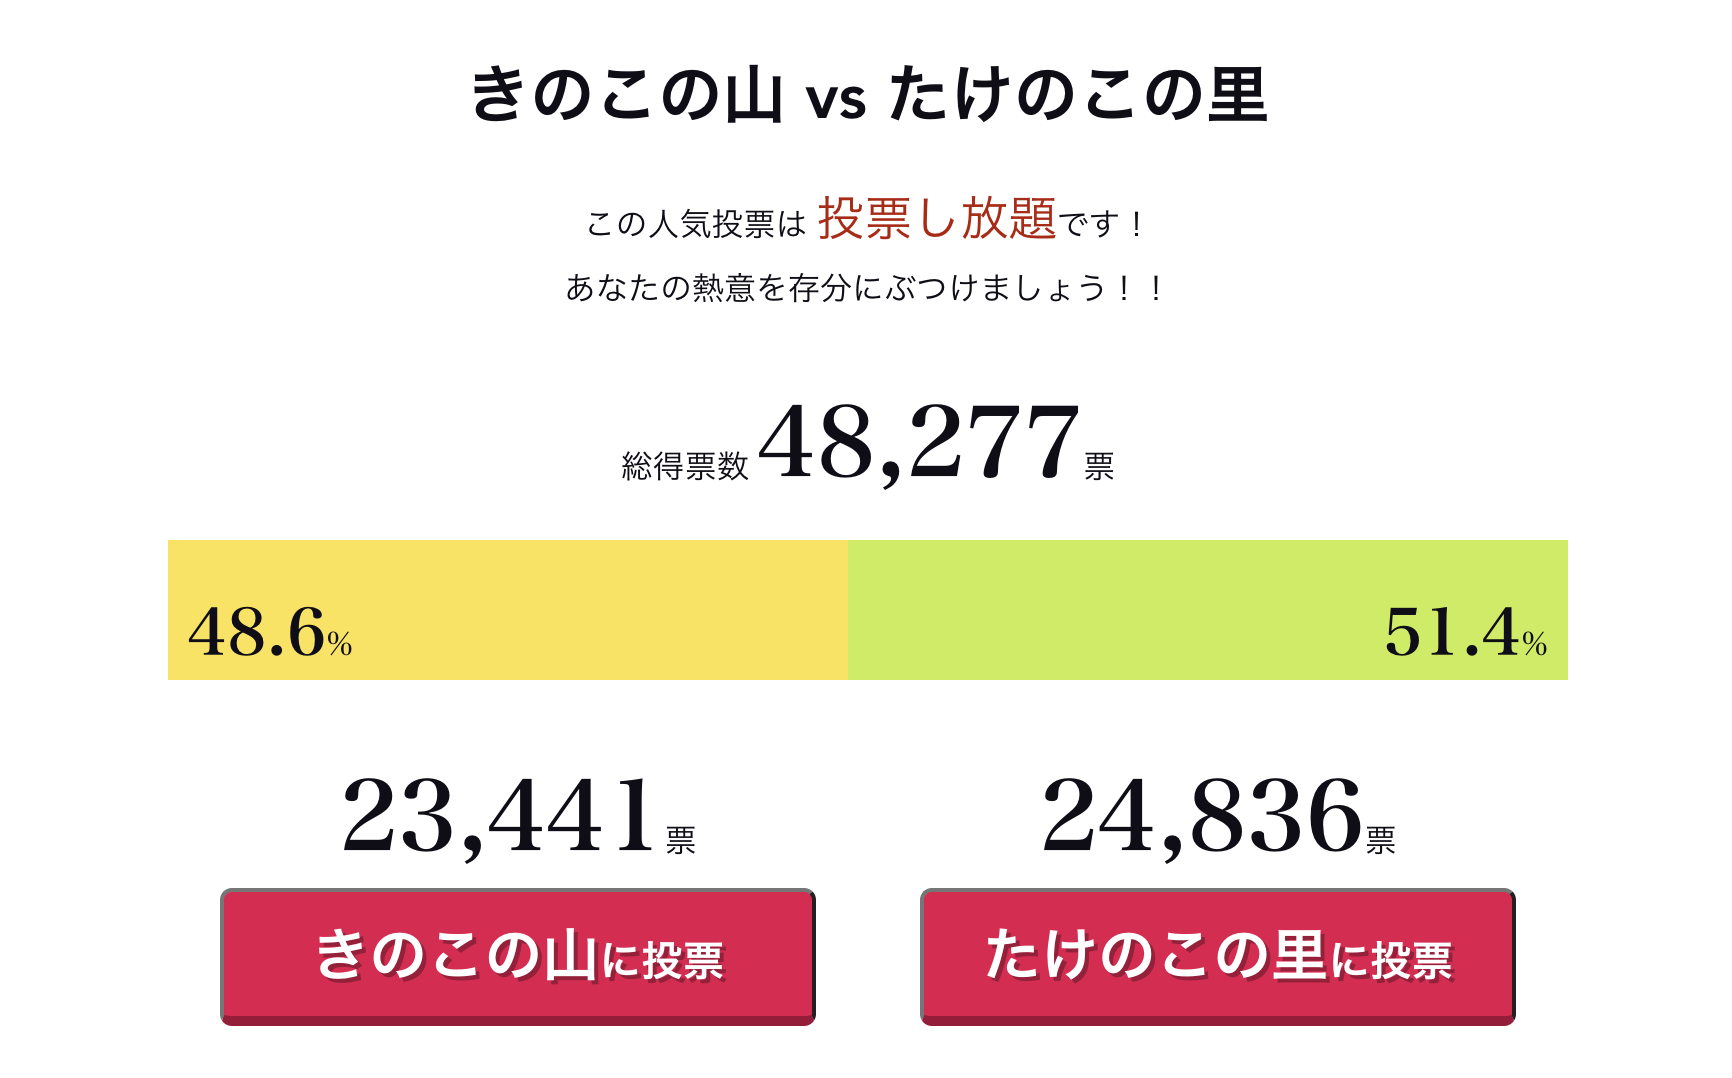 きのこの山 vs たけのこの里
この人気投票は 投票し放題です！
あなたの熱意を存分にぶつけましょう！！
総得票数 48,277 票
48.6%
51.4%
23,441 票
24,836 票
きのこの山に投票
たけのこの里に投票